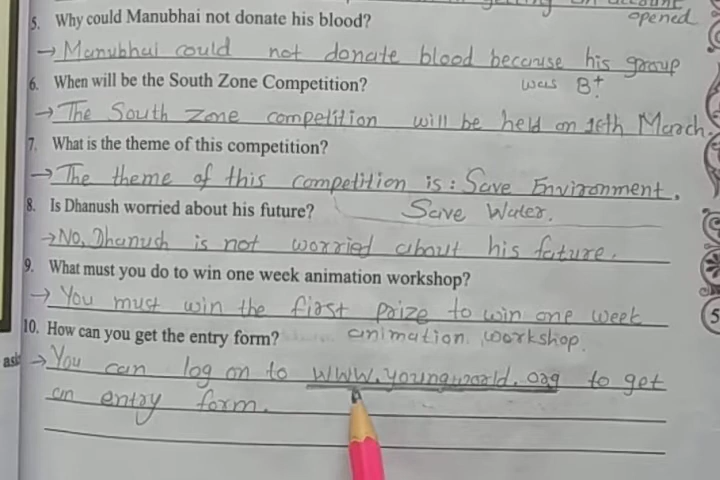 opened
5. Why could Manubhai not donate his blood?
→ Manubhai could not donate blood because his group
was B+.
6. When will be the South Zone Competition?
→ The South Zone competition will be held on 16th March.
7. What is the theme of this competition?
→ The theme of this competition is : Save Environment,
Save Water.
8. Is Dhanush worried about his future?
→ No, Dhanush is not worried about his future.
9. What must you do to win one week animation workshop?
→ You must win the first prize to win one week
animation workshop.
10. How can you get the entry form?
→ You can log on to www.youngworld.org to get
an entry form.
ask